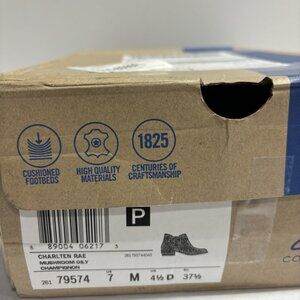 1825
CUSHIONED
FOOTBEDS
HIGH QUALITY
MATERIALS
CENTURIES OF
CRAFTSMANSHIP
P
8 89004 06217 3
CHARLTEN RAE
MUSHROOM OILY
CHAMPIGNON
261 79574 7 M 4½ D 37½
CO